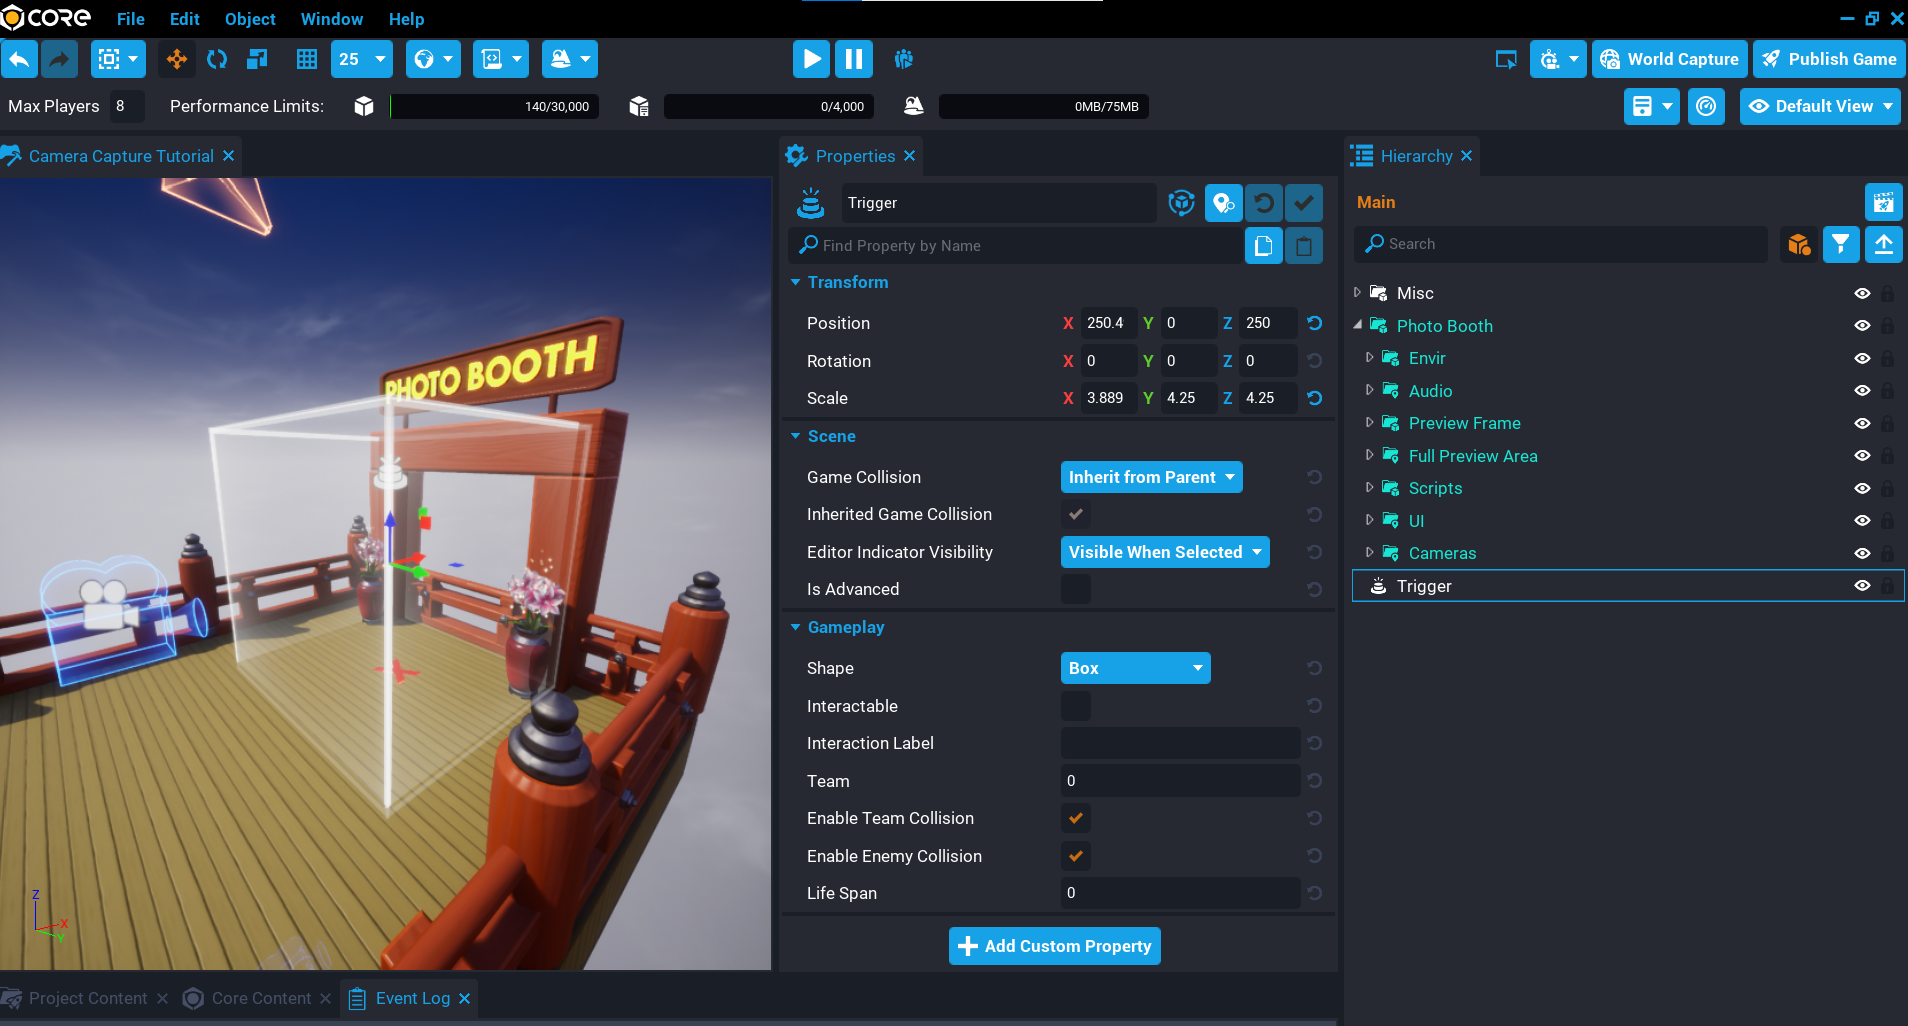 CORE File Edit Object Window Help
25 World Capture Publish Game
Max Players 8 Performance Limits: 140/30,000 0/4,000 0MB/75MB Default View
Camera Capture Tutorial
PHOTO BOOTH
Z
X
Y
Properties
Trigger
Find Property by Name
Transform
Position X 250.4 Y 0 Z 250
Rotation X 0 Y 0 Z 0
Scale X 3.889 Y 4.25 Z 4.25
Scene
Game Collision Inherit from Parent
Inherited Game Collision
Editor Indicator Visibility Visible When Selected
Is Advanced
Gameplay
Shape Box
Interactable
Interaction Label
Team 0
Enable Team Collision
Enable Enemy Collision
Life Span 0
Add Custom Property
Hierarchy
Main
Search
Misc
Photo Booth
Envir
Audio
Preview Frame
Full Preview Area
Scripts
UI
Cameras
Trigger
Project Content Core Content Event Log